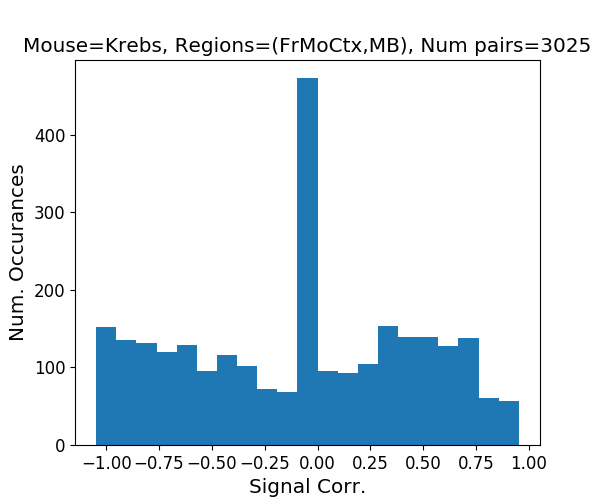 Mouse=Krebs, Regions=(FrMoCtx,MB), Num pairs=3025
Num. Occurances
400
300
200
100
0
−1.00 −0.75 −0.50 −0.25 0.00 0.25 0.50 0.75 1.00
Signal Corr.